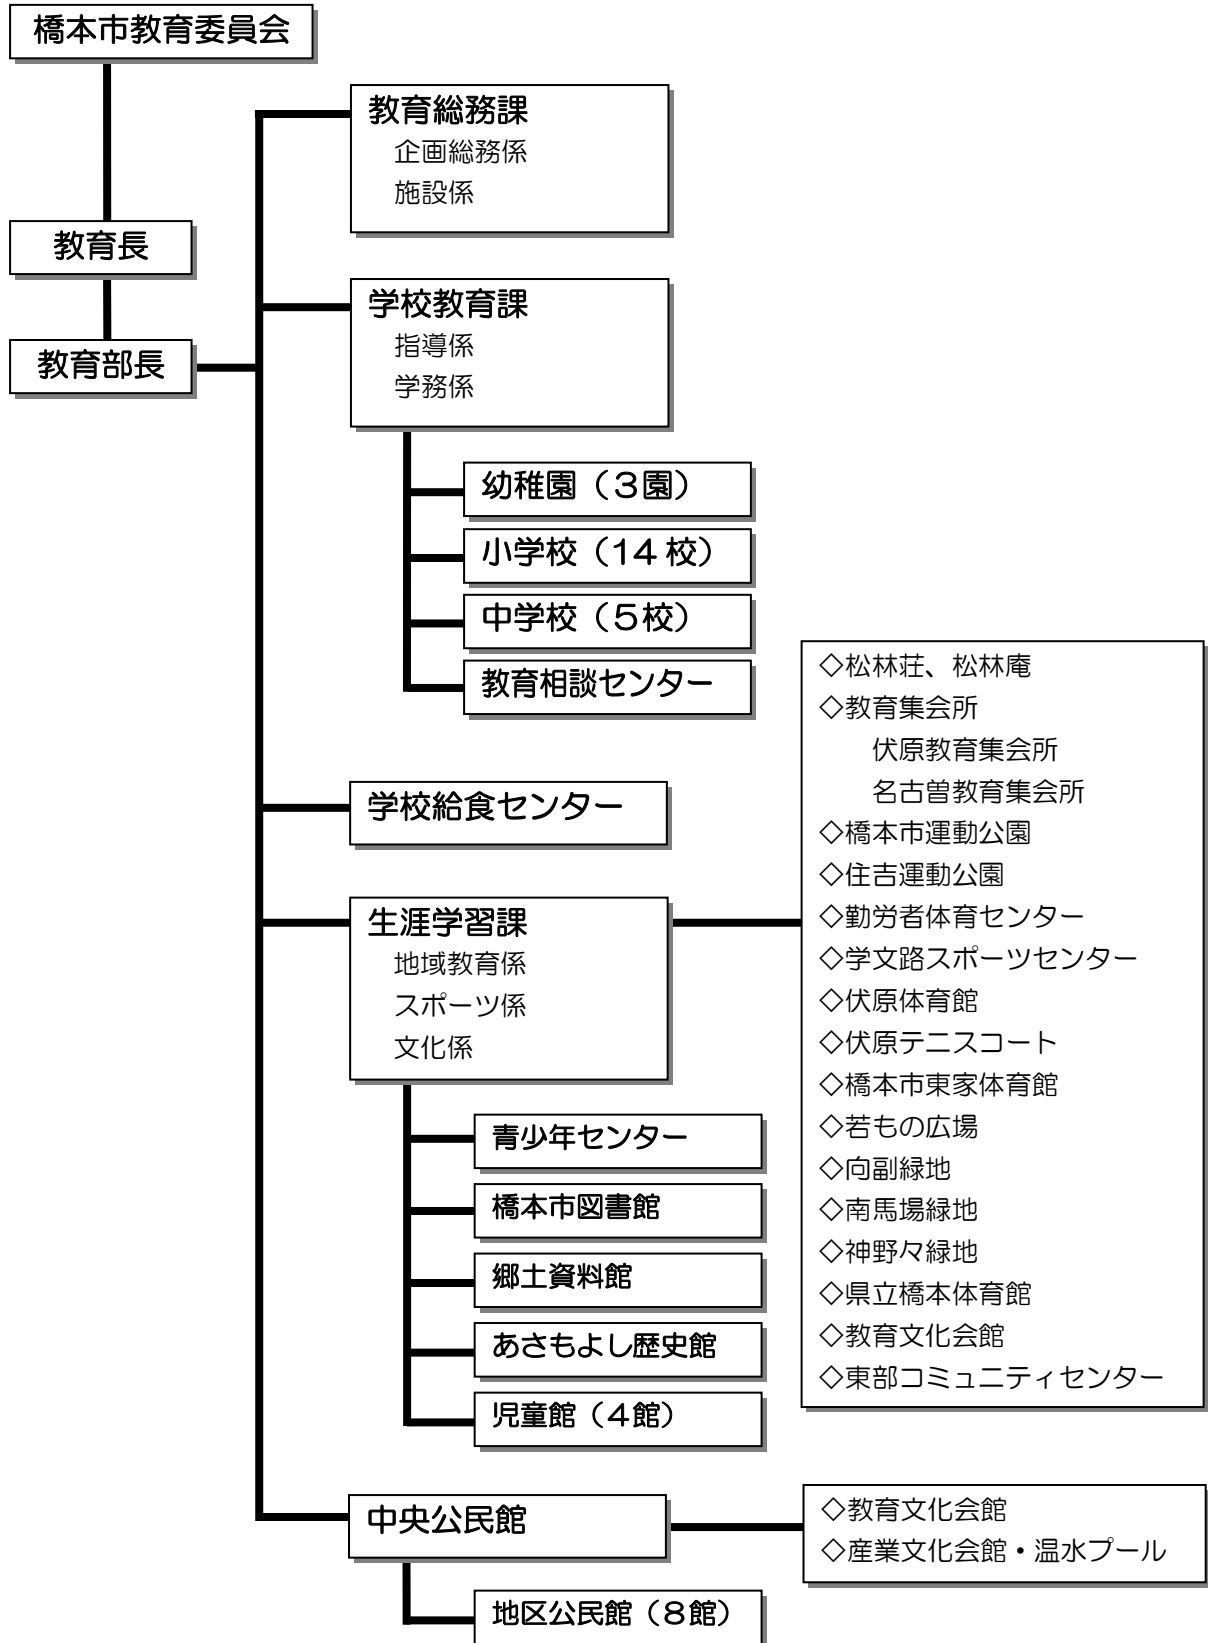 橋本市教育委員会
教育長
教育部長
教育総務課
企画総務係
施設係
学校教育課
指導係
学務係
幼稚園（３園）
小学校（14 校）
中学校（５校）
教育相談センター
学校給食センター
生涯学習課
地域教育係
スポーツ係
文化係
青少年センター
橋本市図書館
郷土資料館
あさもよし歴史館
児童館（４館）
◇松林荘、松林庵
◇教育集会所
伏原教育集会所
名古曽教育集会所
◇橋本市運動公園
◇住吉運動公園
◇勤労者体育センター
◇学文路スポーツセンター
◇伏原体育館
◇伏原テニスコート
◇橋本市東家体育館
◇若もの広場
◇向副緑地
◇南馬場緑地
◇神野々緑地
◇県立橋本体育館
◇教育文化会館
◇東部コミュニティセンター
中央公民館
◇教育文化会館
◇産業文化会館・温水プール
地区公民館（８館）